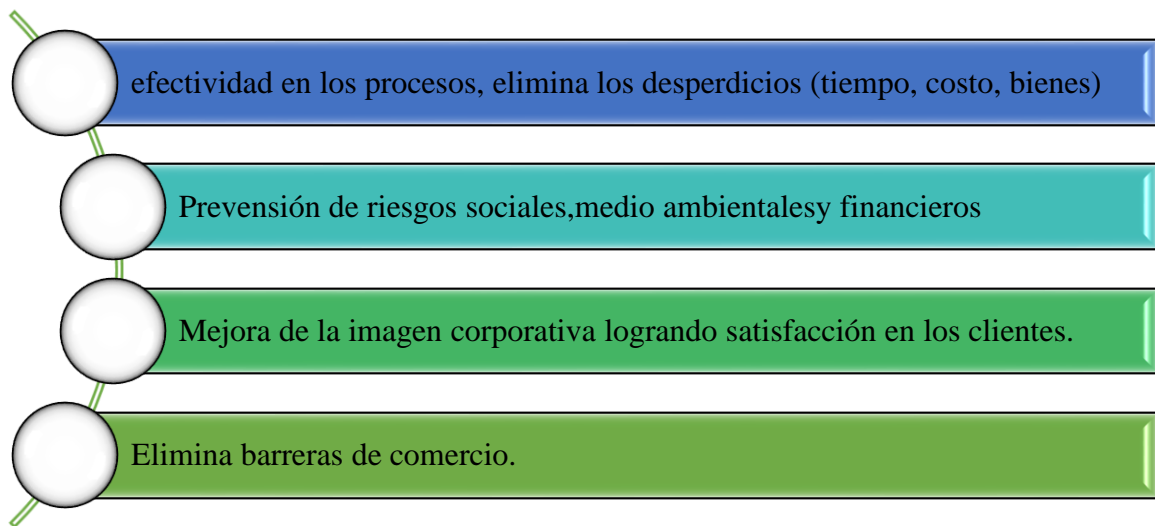 efectividad en los procesos, elimina los desperdicios (tiempo, costo, bienes)
Prevensión de riesgos sociales,medio ambientalesy financieros
Mejora de la imagen corporativa logrando satisfacción en los clientes.
Elimina barreras de comercio.